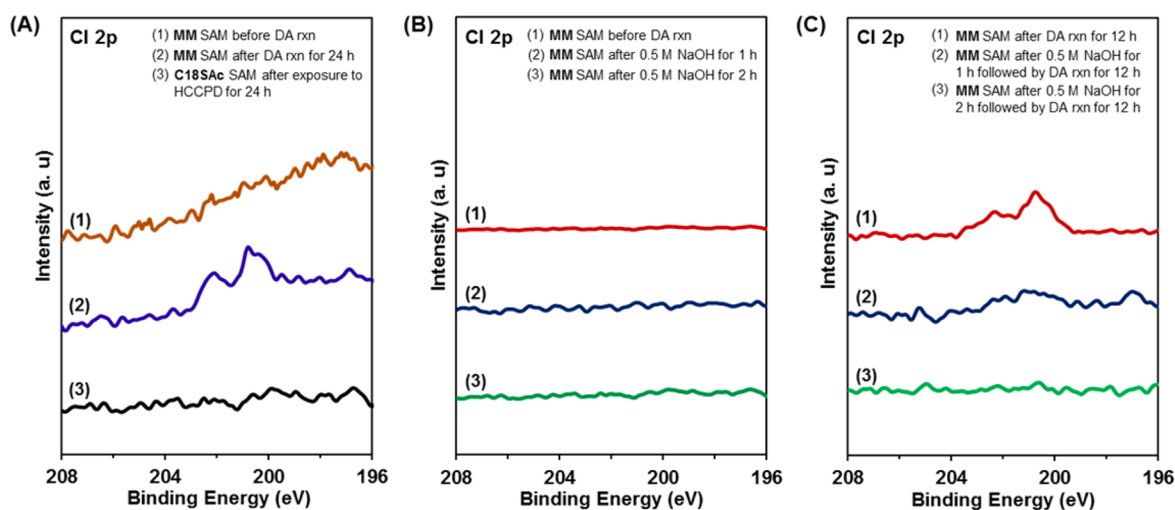 (A)
Cl 2p
(1) MM SAM before DA rxn
(2) MM SAM after DA rxn for 24 h
(3) C18SAc SAM after exposure to
HCCPD for 24 h
Intensity (a. u)
(1)
(2)
(3)
208 204 200 196
Binding Energy (eV)
(B)
Cl 2p
(1) MM SAM before DA rxn
(2) MM SAM after 0.5 M NaOH for 1 h
(3) MM SAM after 0.5 M NaOH for 2 h
Intensity (a. u)
(1)
(2)
(3)
208 204 200 196
Binding Energy (eV)
(C)
Cl 2p
(1) MM SAM after DA rxn for 12 h
(2) MM SAM after 0.5 M NaOH for
1 h followed by DA rxn for 12 h
(3) MM SAM after 0.5 M NaOH for
2 h followed by DA rxn for 12 h
Intensity (a. u)
(1)
(2)
(3)
208 204 200 196
Binding Energy (eV)